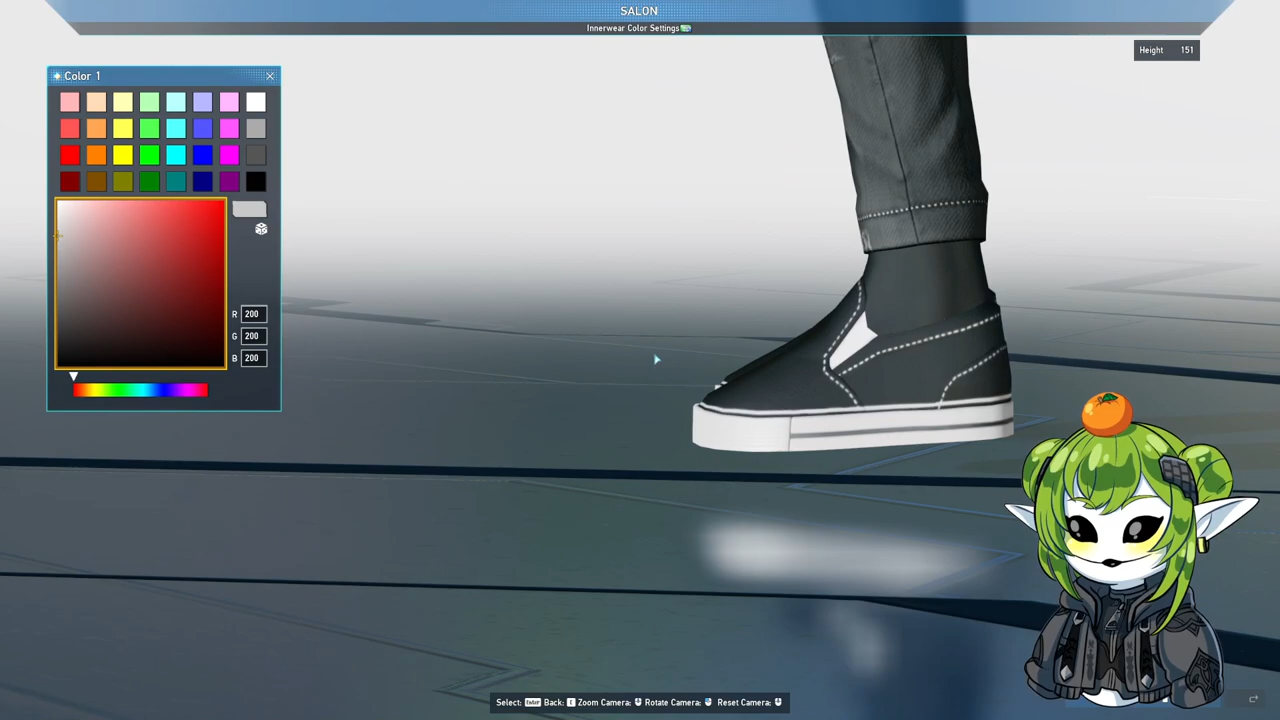 SALON
Innerwear Color Settings
Height 151
Color 1
R 200
G 200
B 200
Select: Enter Back: Zoom Camera: Rotate Camera: Reset Camera: